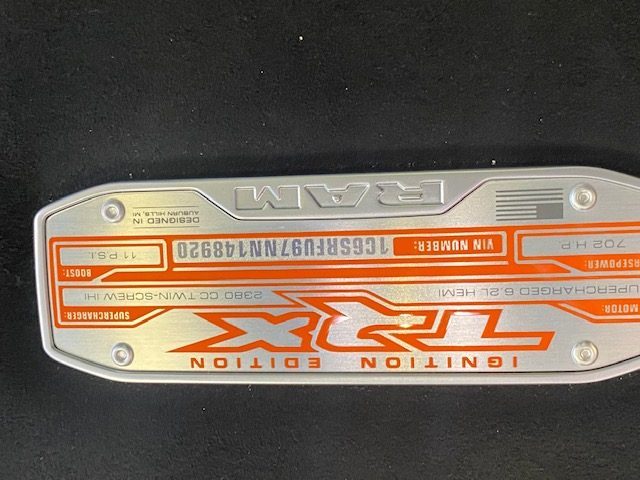 IGNITION EDITION
TRX
MOTOR
UPERCHARGED 6.2L HEMI
SUPERCHARGER:
2380 CC TWIN-SCREW IHI
RSEPOWER:
702 H.P.
VIN NUMBER:
1C6SRFU97NN148920
BOOST:
11 P.S.I.
RAM
DESIGNED IN
AUBURN HILLS, MI